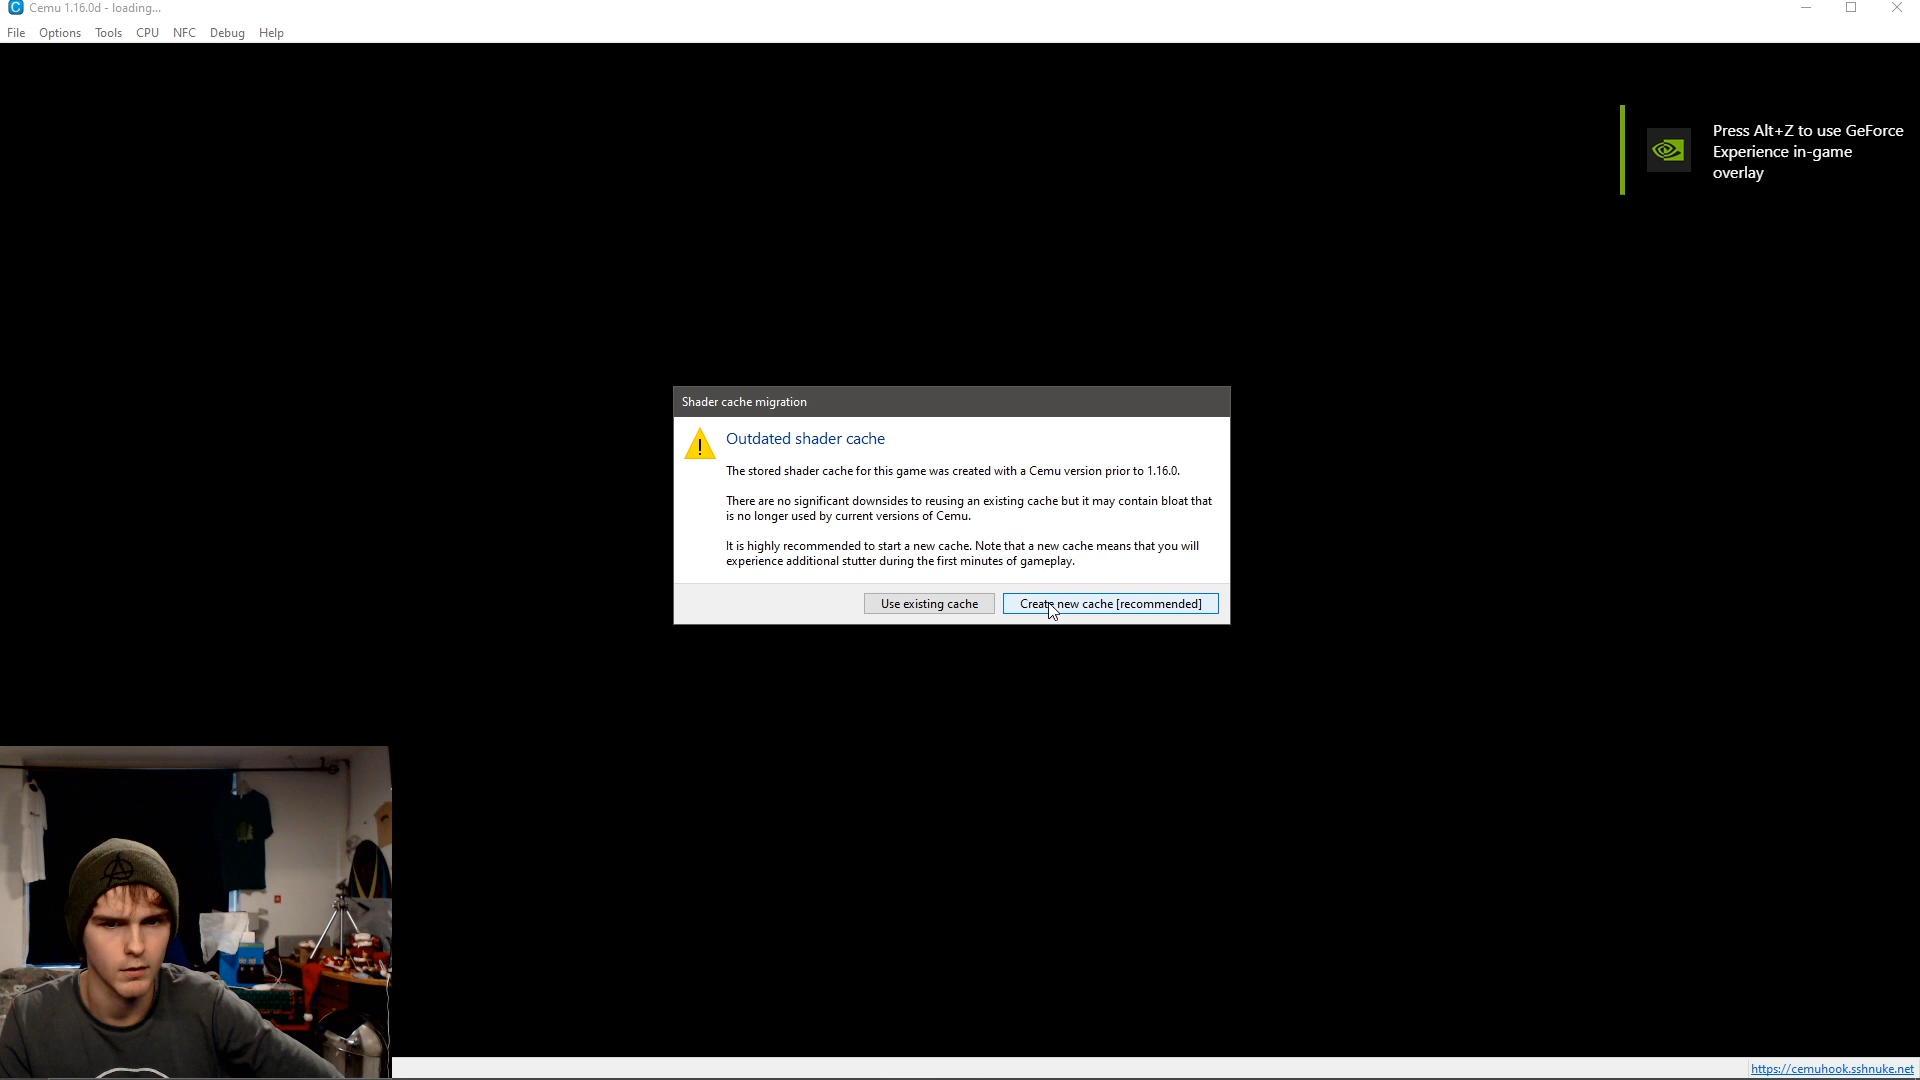 Cemu 1.16.0d - loading...
File Options Tools CPU NFC Debug Help
Press Alt+Z to use GeForce
Experience in-game
overlay
Shader cache migration
Outdated shader cache
The stored shader cache for this game was created with a Cemu version prior to 1.16.0.
There are no significant downsides to reusing an existing cache but it may contain bloat that
is no longer used by current versions of Cemu.
It is highly recommended to start a new cache. Note that a new cache means that you will
experience additional stutter during the first minutes of gameplay.
Use existing cache
Create new cache [recommended]
https://cemuhook.sshnuke.net